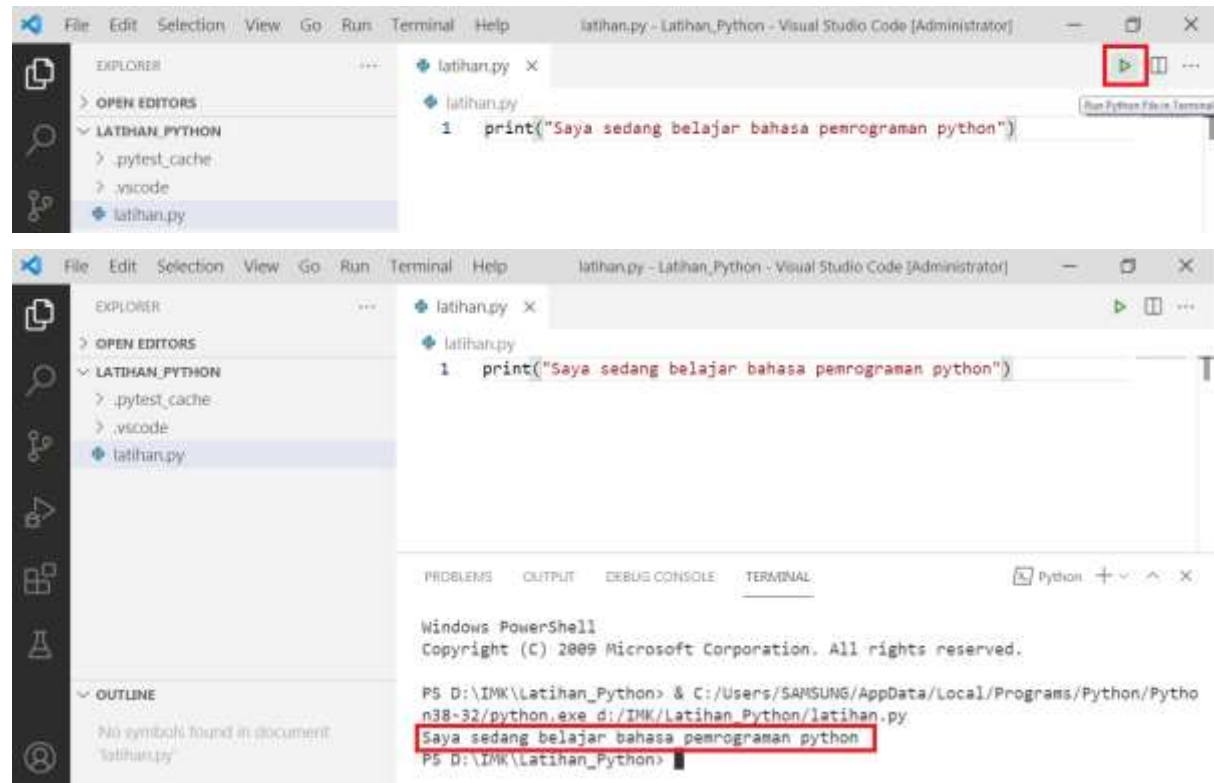 File Edit Selection View Go Run Terminal Help latihan.py - Latihan_Python - Visual Studio Code [Administrator]
EXPLORER
latihan.py
OPEN EDITORS
latihan.py
Run Python File in Terminal
LATIHAN_PYTHON
1 print("Saya sedang belajar bahasa pemrograman python")
.pytest_cache
.vscode
latihan.py
File Edit Selection View Go Run Terminal Help latihan.py - Latihan_Python - Visual Studio Code [Administrator]
EXPLORER
latihan.py
OPEN EDITORS
latihan.py
LATIHAN_PYTHON
1 print("Saya sedang belajar bahasa pemrograman python")
.pytest_cache
.vscode
latihan.py
PROBLEMS OUTPUT DEBUG CONSOLE TERMINAL Python
Windows PowerShell
Copyright (C) 2009 Microsoft Corporation. All rights reserved.
PS D:\IMK\Latihan_Python> & C:/Users/SAMSUNG/AppData/Local/Programs/Python/Pytho
n38-32/python.exe d:/IMK/Latihan_Python/latihan.py
Saya sedang belajar bahasa pemrograman python
PS D:\IMK\Latihan_Python>
OUTLINE
No symbols found in document
'latihan.py'